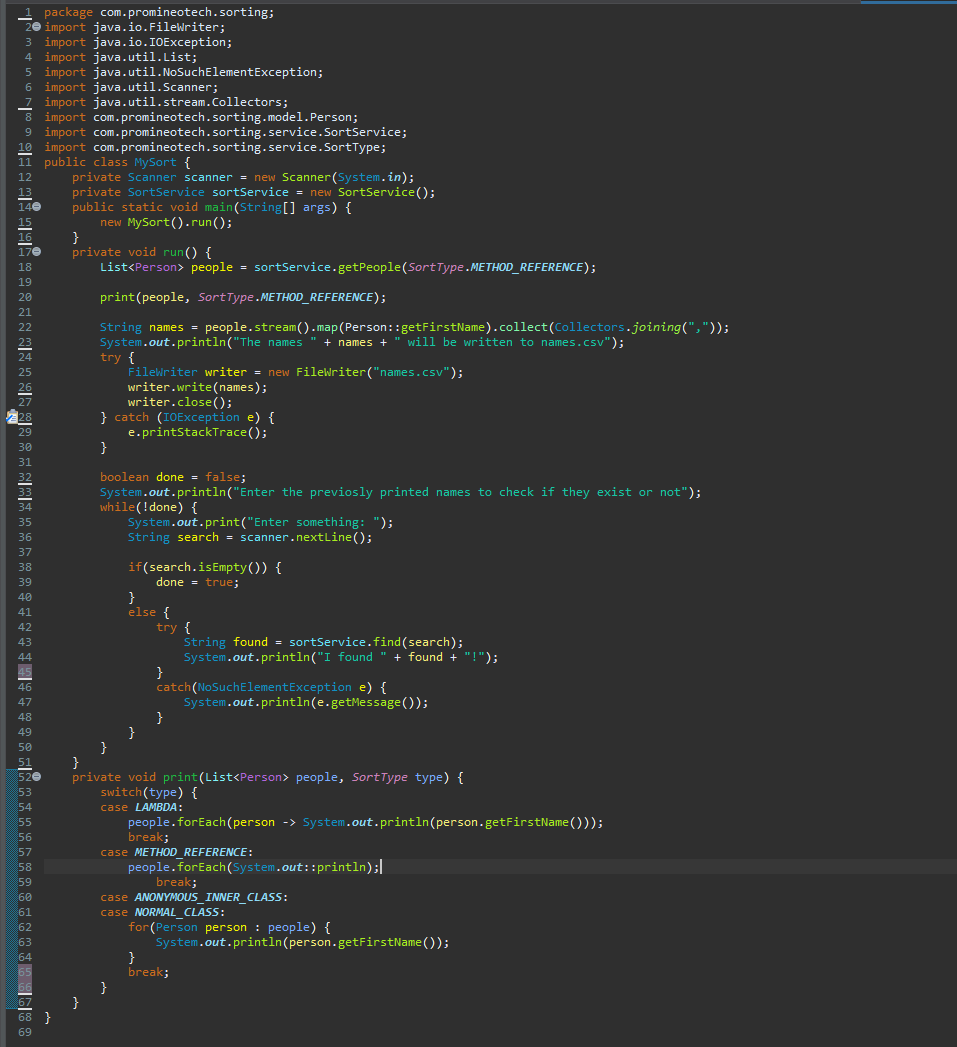 1 package com.promineotech.sorting;
2 import java.io.FileWriter;
3 import java.io.IOException;
4 import java.util.List;
5 import java.util.NoSuchElementException;
6 import java.util.Scanner;
7 import java.util.stream.Collectors;
8 import com.promineotech.sorting.model.Person;
9 import com.promineotech.sorting.service.SortService;
10 import com.promineotech.sorting.service.SortType;
11 public class MySort {
12     private Scanner scanner = new Scanner(System.in);
13     private SortService sortService = new SortService();
14     public static void main(String[] args) {
15         new MySort().run();
16     }
17     private void run() {
18         List<Person> people = sortService.getPeople(SortType.METHOD_REFERENCE);
19
20         print(people, SortType.METHOD_REFERENCE);
21
22         String names = people.stream().map(Person::getFirstName).collect(Collectors.joining(","));
23         System.out.println("The names " + names + " will be written to names.csv");
24         try {
25             FileWriter writer = new FileWriter("names.csv");
26             writer.write(names);
27             writer.close();
28         } catch (IOException e) {
29             e.printStackTrace();
30         }
31
32         boolean done = false;
33         System.out.println("Enter the previosly printed names to check if they exist or not");
34         while(!done) {
35             System.out.print("Enter something: ");
36             String search = scanner.nextLine();
37
38             if(search.isEmpty()) {
39                 done = true;
40             }
41             else {
42                 try {
43                     String found = sortService.find(search);
44                     System.out.println("I found " + found + "!");
45                 }
46                 catch(NoSuchElementException e) {
47                     System.out.println(e.getMessage());
48                 }
49             }
50         }
51     }
52     private void print(List<Person> people, SortType type) {
53         switch(type) {
54         case LAMBDA:
55             people.forEach(person -> System.out.println(person.getFirstName()));
56             break;
57         case METHOD_REFERENCE:
58             people.forEach(System.out::println);
59                 break;
60         case ANONYMOUS_INNER_CLASS:
61         case NORMAL_CLASS:
62             for(Person person : people) {
63                 System.out.println(person.getFirstName());
64             }
65             break;
66         }
67     }
68 }
69